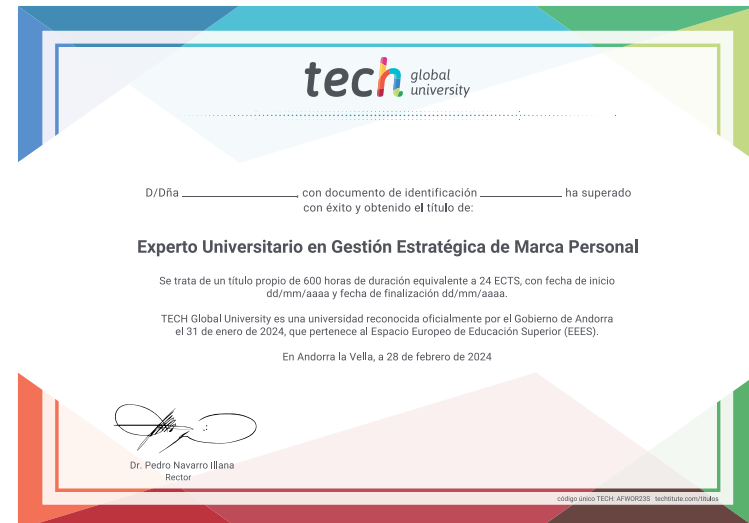 tech global university
D/Dña ____________________, con documento de identificación ______________ ha superado
con éxito y obtenido el título de:
Experto Universitario en Gestión Estratégica de Marca Personal
Se trata de un título propio de 600 horas de duración equivalente a 24 ECTS, con fecha de inicio
dd/mm/aaaa y fecha de finalización dd/mm/aaaa.
TECH Global University es una universidad reconocida oficialmente por el Gobierno de Andorra
el 31 de enero de 2024, que pertenece al Espacio Europeo de Educación Superior (EEES).
En Andorra la Vella, a 28 de febrero de 2024
Dr. Pedro Navarro Illana
Rector
código único TECH: AFWOR23S techtitute.com/titulos